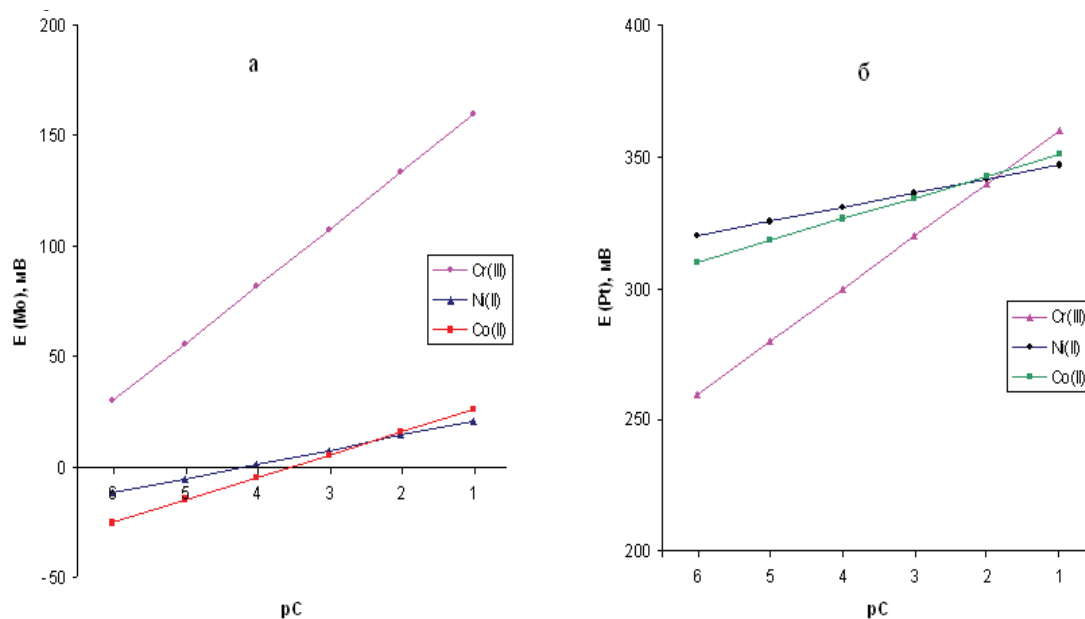 200
а
150
100
50
0
-50
6 5 4 3 2 1
E (Mo), мВ
pC
Cr(III)
Ni(II)
Co(II)
400
б
350
300
250
200
6 5 4 3 2 1
E (Pt), мВ
pC
Cr(III)
Ni(II)
Co(II)